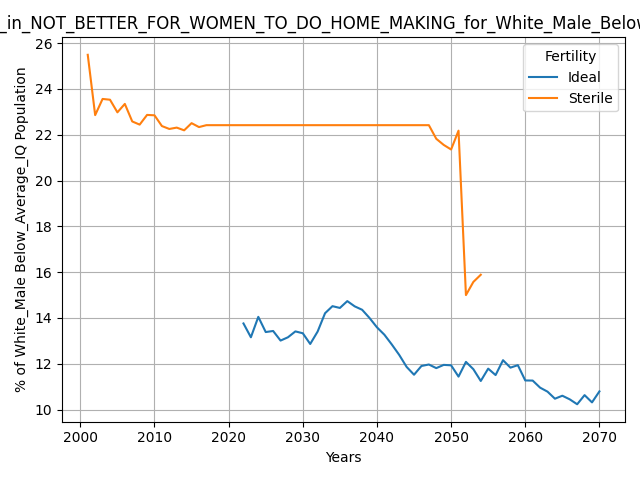 _in_NOT_BETTER_FOR_WOMEN_TO_DO_HOME_MAKING_for_White_Male_Below
% of White_Male Below_Average_IQ Population
26
24
22
20
18
16
14
12
10
Fertility
Ideal
Sterile
2000 2010 2020 2030 2040 2050 2060 2070
Years